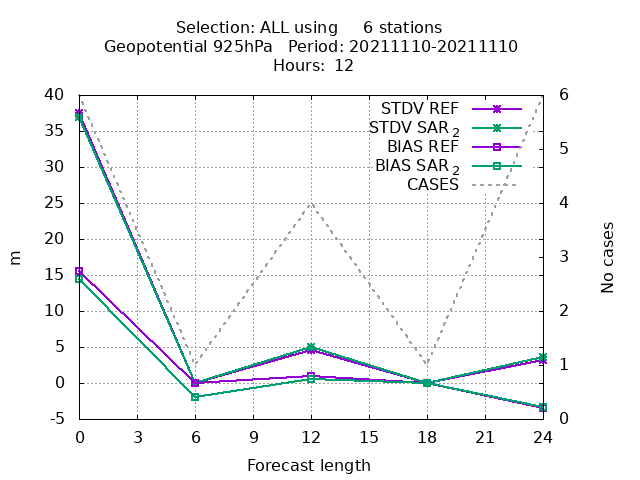 Selection: ALL using 6 stations
Geopotential 925hPa Period: 20211110-20211110
Hours: 12
40 6
STDV REF
35
STDV SAR 2
5
BIAS REF
30
BIAS SAR 2
CASES
25 4
20
3
m
No cases
15
10 2
5
1
0
-5 0
0 3 6 9 12 15 18 21 24
Forecast length